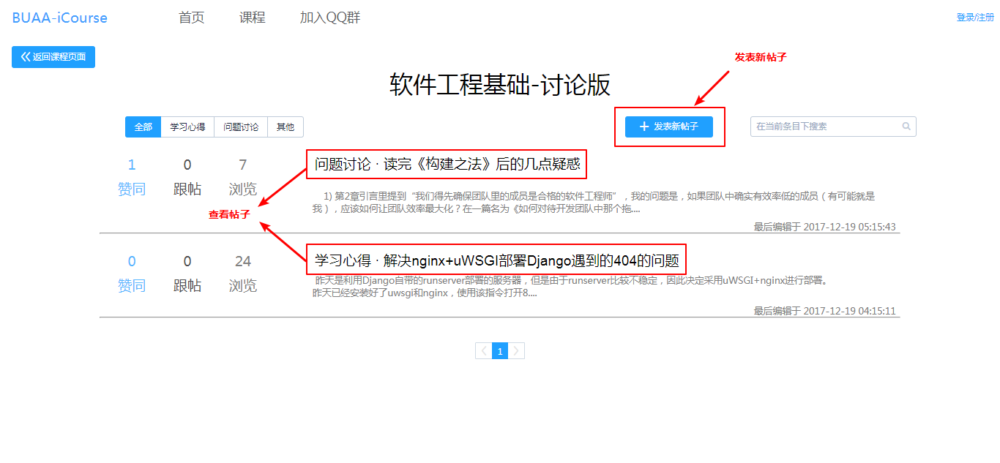 BUAA-iCourse 首页 课程 加入QQ群 登录/注册
返回课程页面
发表新帖子
软件工程基础-讨论版
全部 学习心得 问题讨论 其他 发表新帖子 在当前条目下搜索
1 0 7 问题讨论 · 读完《构建之法》后的几点疑惑
赞同 跟帖 浏览
1) 第2章引言里提到“我们得先确保团队里的成员是合格的软件工程师”，我的问题是，如果团队中确实有效率低的成员（有可能就是
我），应该如何让团队效率最大化？在一篇名为《如何对待开发团队中那个拖....
查看帖子
最后编辑于 2017-12-19 05:15:43
0 0 24 学习心得 · 解决nginx+uWSGI部署Django遇到的404的问题
赞同 跟帖 浏览
昨天是利用Django自带的runserver部署的服务器，但是由于runserver比较不稳定，因此决定采用uWSGI+nginx进行部署。
昨天已经安装好了uwsgi和nginx，使用该指令打开8....
最后编辑于 2017-12-19 04:15:11
1